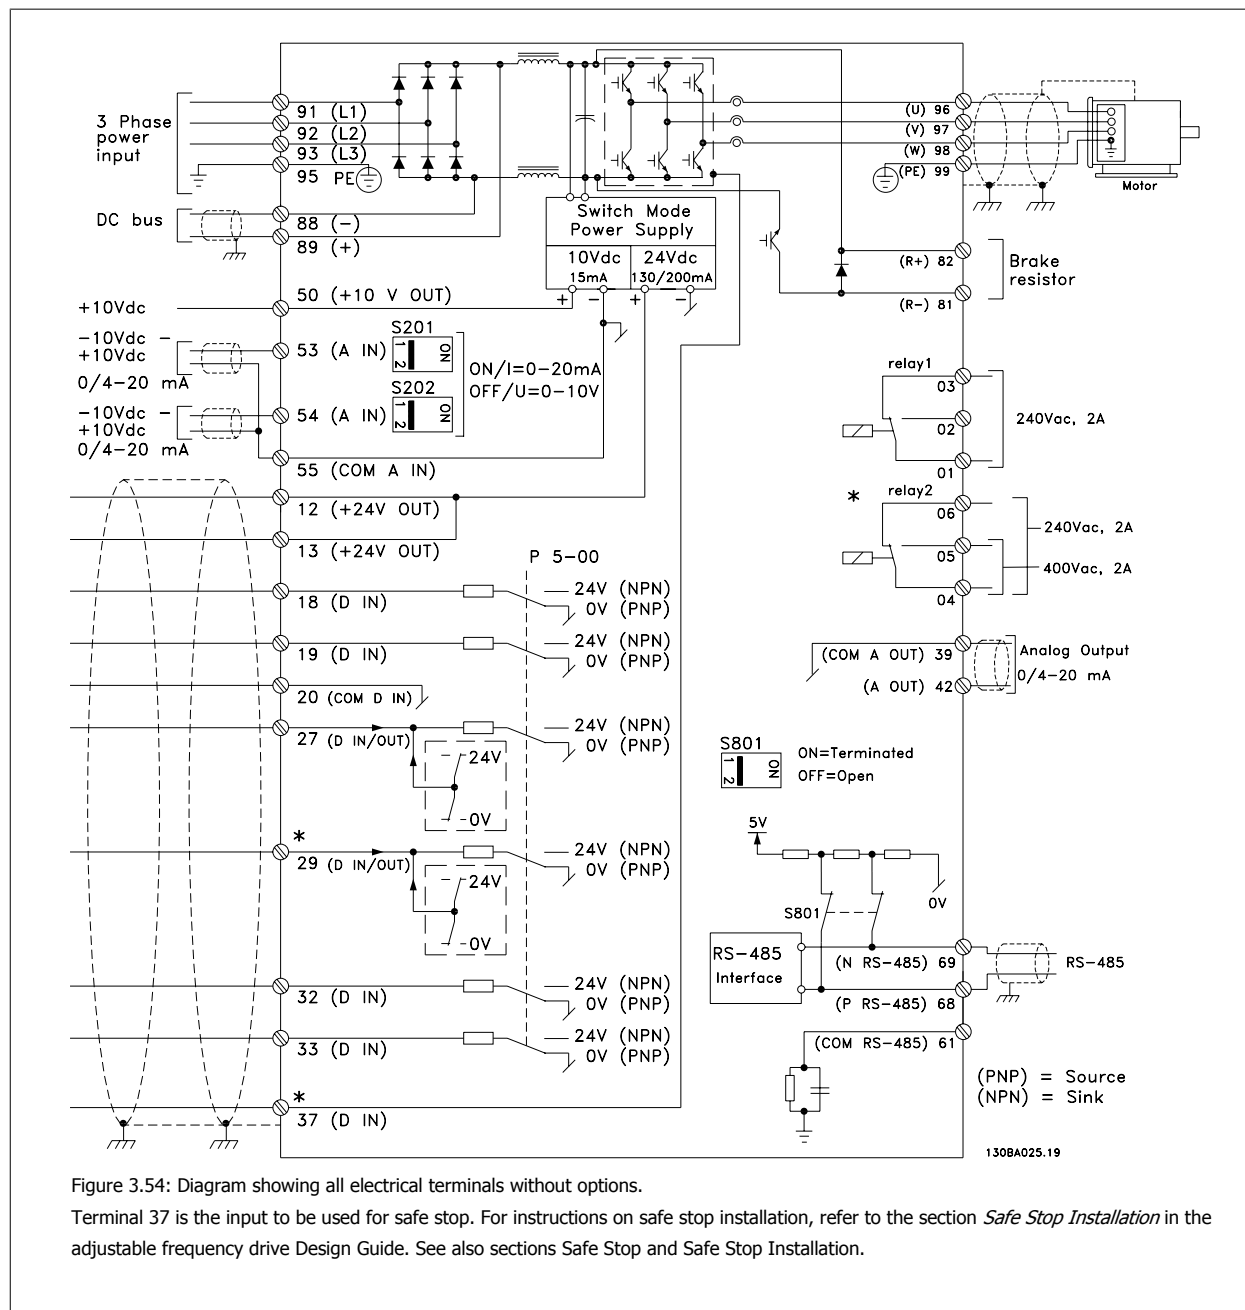 3 Phase
power
input
91 (L1)
92 (L2)
93 (L3)
95 PE
DC bus
88 (-)
89 (+)
Switch Mode
Power Supply
10Vdc
15mA
24Vdc
130/200mA
+ - + -
(U) 96
(V) 97
(W) 98
(PE) 99
Motor
(R+) 82
(R-) 81
Brake
resistor
+10Vdc
50 (+10 V OUT)
-10Vdc -
+10Vdc
0/4-20 mA
53 (A IN)
S201
ON
1 2
S202
ON
1 2
ON/I=0-20mA
OFF/U=0-10V
-10Vdc -
+10Vdc
0/4-20 mA
54 (A IN)
55 (COM A IN)
12 (+24V OUT)
13 (+24V OUT)
P 5-00
18 (D IN)
24V (NPN)
0V (PNP)
19 (D IN)
24V (NPN)
0V (PNP)
20 (COM D IN)
27 (D IN/OUT)
24V (NPN)
0V (PNP)
24V
0V
*
29 (D IN/OUT)
24V (NPN)
0V (PNP)
24V
0V
32 (D IN)
24V (NPN)
0V (PNP)
33 (D IN)
24V (NPN)
0V (PNP)
*
37 (D IN)
relay1
03
02
01
240Vac, 2A
*
relay2
06
05
04
240Vac, 2A
400Vac, 2A
(COM A OUT) 39
(A OUT) 42
Analog Output
0/4-20 mA
S801
ON
1 2
ON=Terminated
OFF=Open
5V
S801
0V
RS-485
Interface
(N RS-485) 69
(P RS-485) 68
RS-485
(COM RS-485) 61
(PNP) = Source
(NPN) = Sink
130BA025.19
Figure 3.54: Diagram showing all electrical terminals without options.
Terminal 37 is the input to be used for safe stop. For instructions on safe stop installation, refer to the section Safe Stop Installation in the
adjustable frequency drive Design Guide. See also sections Safe Stop and Safe Stop Installation.